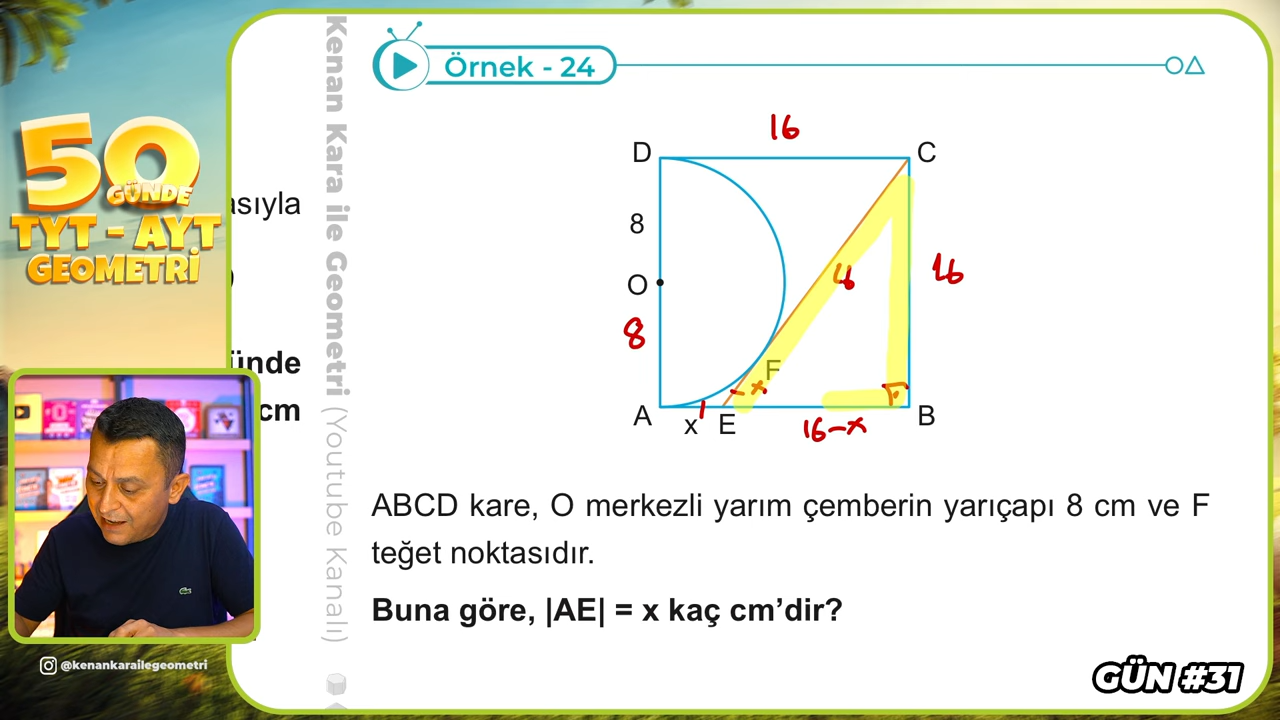 50
GÜNDE
TYT - AYT
GEOMETRİ
asıyla
)
ünde
cm
Kenan Kara ile Geometri (Youtube Kanalı)
Örnek - 24
16
D
C
8
O
16
16
8
F
x
A
x
E
16-x
B
ABCD kare, O merkezli yarım çemberin yarıçapı 8 cm ve F
teğet noktasıdır.
Buna göre, |AE| = x kaç cm'dir?
@kenankarailegeometri
GÜN #31